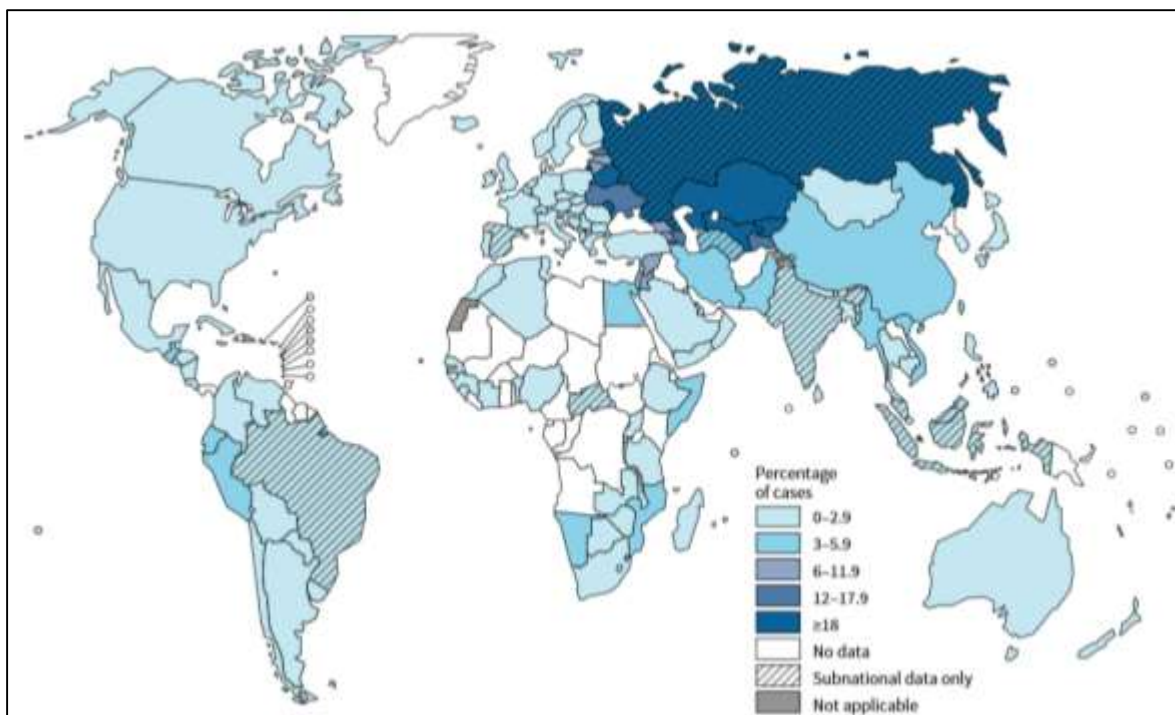 Percentage
of cases
0–2.9
3–5.9
6–11.9
12–17.9
≥18
No data
Subnational data only
Not applicable